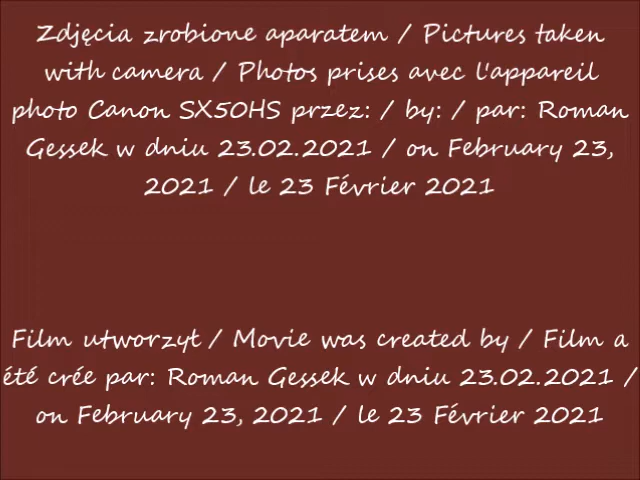 Zdjęcia zrobione aparatem / Pictures taken
with camera / Photos prises avec l'appareil
photo Canon SX50HS przez: / by: / par: Roman
Gessek w dniu 23.02.2021 / on February 23,
2021 / le 23 Février 2021
Film utworzył / Movie was created by / Film a
été crée par: Roman Gessek w dniu 23.02.2021 /
on February 23, 2021 / le 23 Février 2021